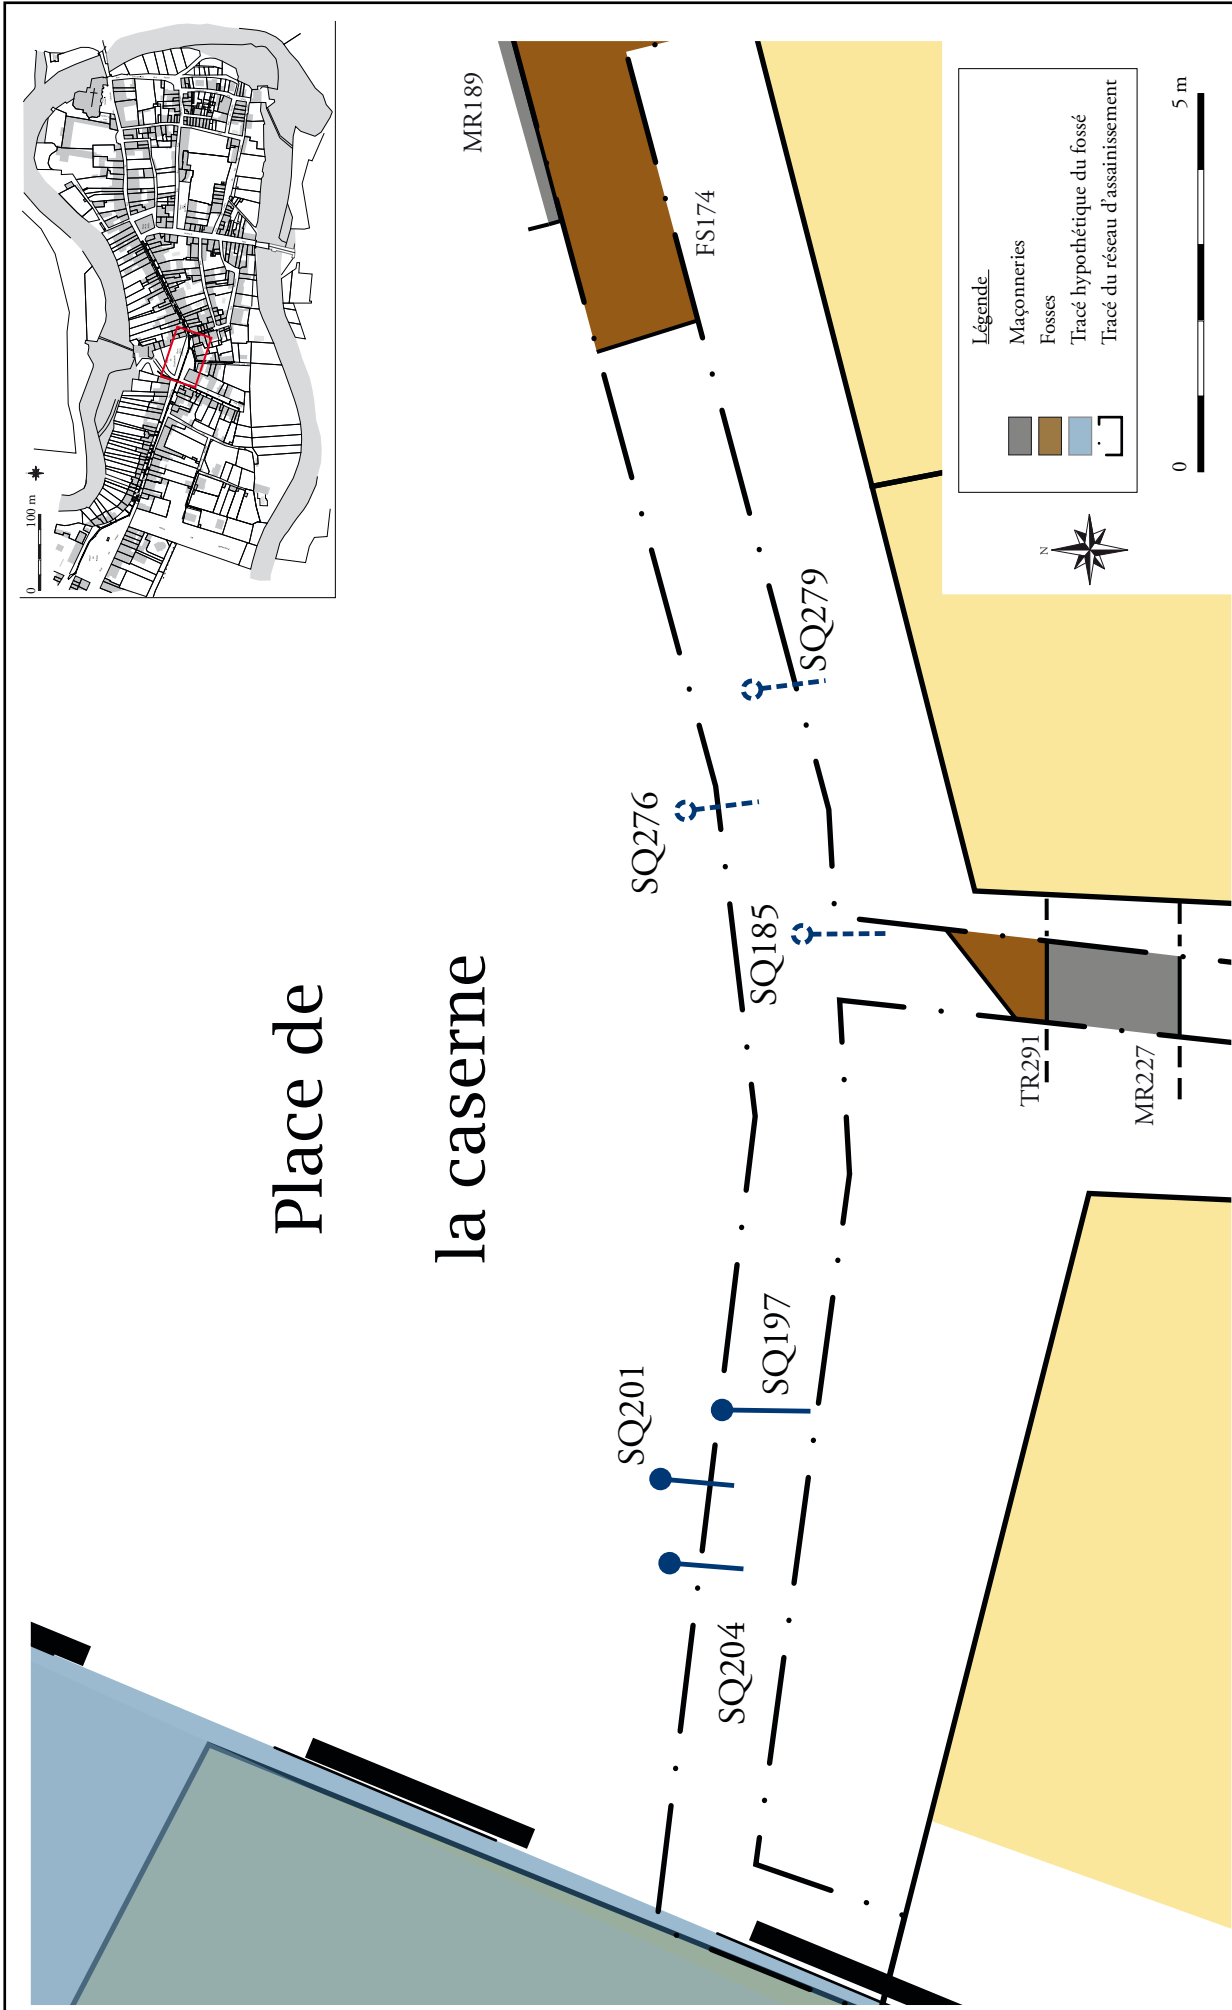 Place de
la caserne
MR189
FS174
SQ279
SQ276
SQ185
SQ197
SQ201
SQ204
TR291
MR227
Légende
Maçonneries
Fosses
Tracé hypothétique du fossé
Tracé du réseau d'assainissement
N
0
5 m
0
100 m